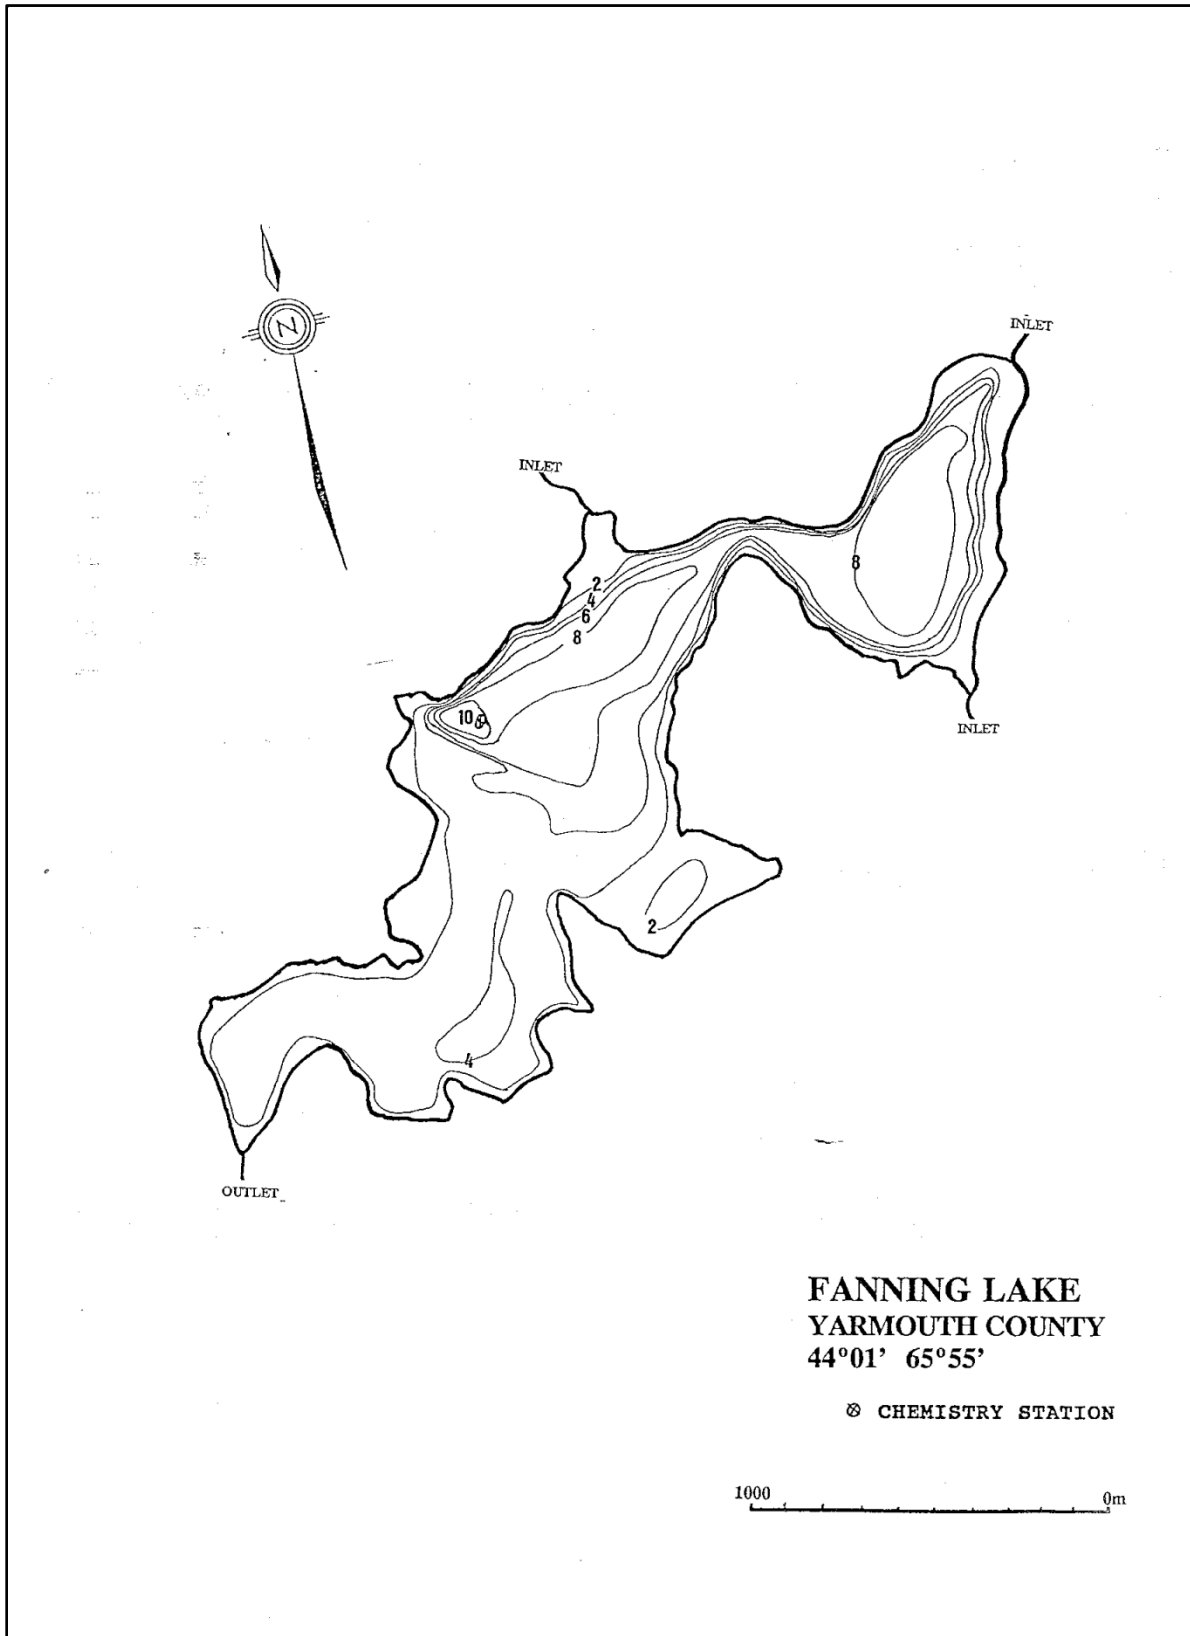 N
INLET
INLET
2
4
6
8
8
10
INLET
2
4
OUTLET
FANNING LAKE
YARMOUTH COUNTY
44°01' 65°55'
⊗ CHEMISTRY STATION
1000 0m